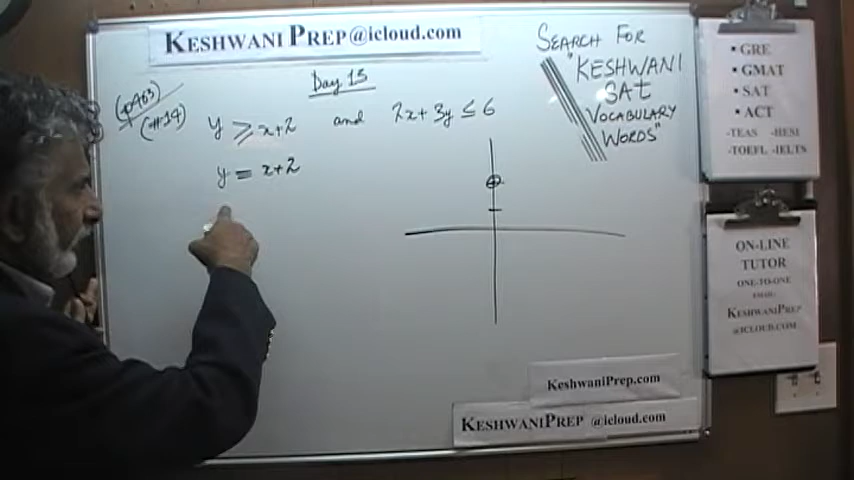 KESHWANI PREP@icloud.com
Day 15
(p403)
(#14)
y ≥ x+2 and 2x + 3y ≤ 6
y = x+2
SEARCH FOR
"KESHWANI
SAT
VOCABULARY
WORDS"
• GRE
• GMAT
• SAT
• ACT
-TEAS -HESI
-TOEFL -IELTS
ON-LINE
TUTOR
ONE-TO-ONE
EMAIL:
KESHWANIPREP
@ICLOUD.COM
KeshwaniPrep.com
KESHWANIPREP @icloud.com